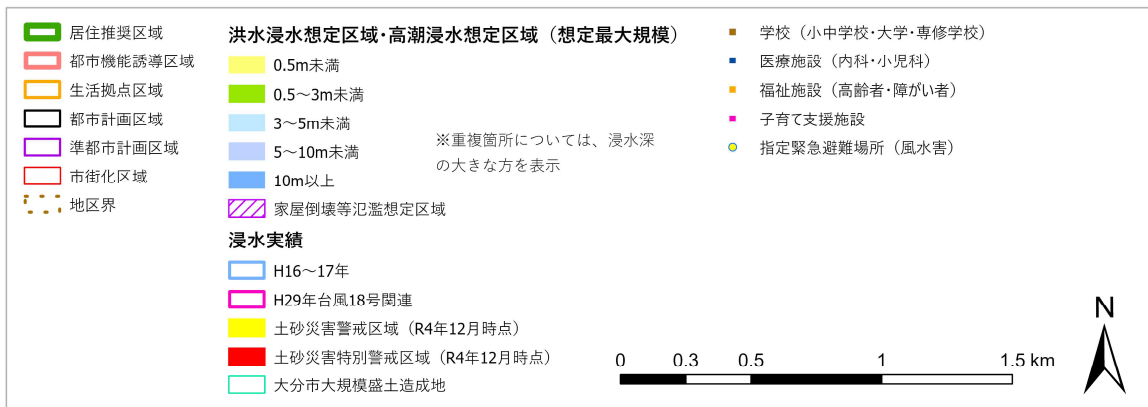 居住推奨区域
都市機能誘導区域
生活拠点区域
都市計画区域
準都市計画区域
市街化区域
地区界
洪水浸水想定区域・高潮浸水想定区域（想定最大規模）
0.5m未満
0.5～3m未満
3～5m未満
5～10m未満
10m以上
家屋倒壊等氾濫想定区域
※重複箇所については、浸水深
の大きな方を表示
浸水実績
H16～17年
H29年台風18号関連
土砂災害警戒区域（R4年12月時点）
土砂災害特別警戒区域（R4年12月時点）
大分市大規模盛土造成地
学校（小中学校・大学・専修学校）
医療施設（内科・小児科）
福祉施設（高齢者・障がい者）
子育て支援施設
指定緊急避難場所（風水害）
0 0.3 0.5 1 1.5 km
N